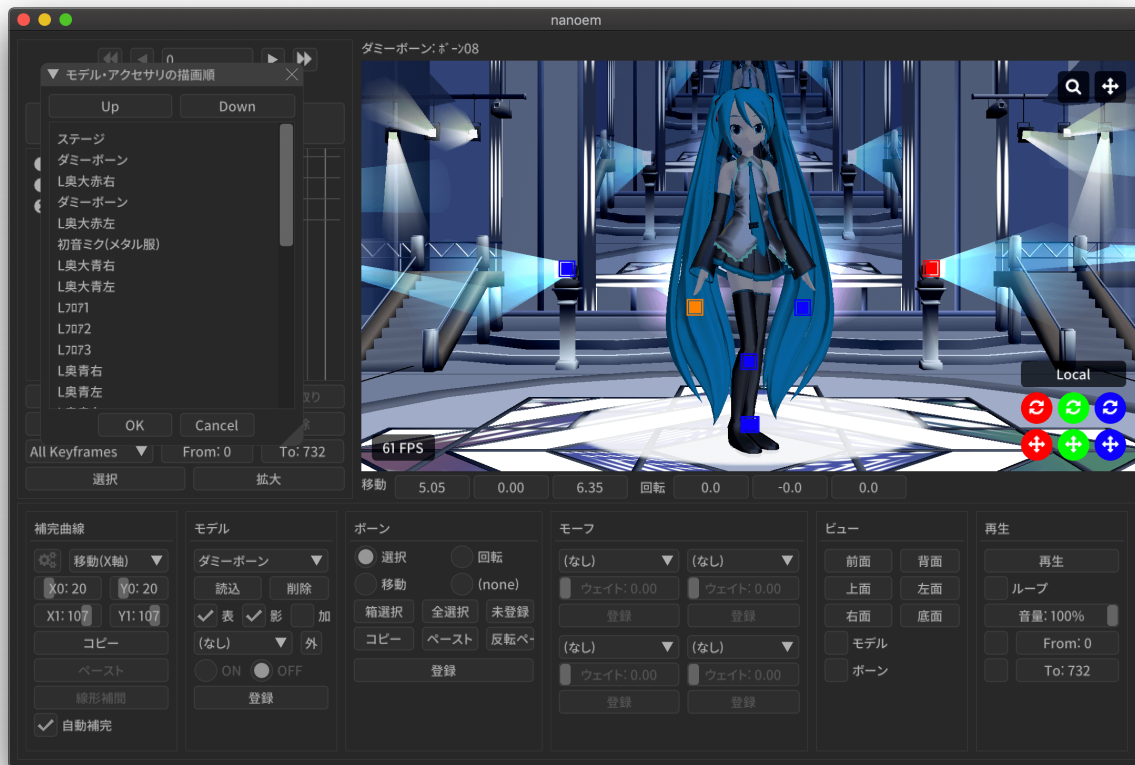 nanoem
0
ダミーボーン: ﾎﾞｰﾝ08
モデル・アクセサリの描画順
Up
Down
ステージ
ダミーボーン
L奥大赤右
ダミーボーン
L奥大赤左
初音ミク(メタル服)
L奥大青右
L奥大青左
Lﾌﾛｱ1
Lﾌﾛｱ2
Lﾌﾛｱ3
L奥青右
L奥青左
OK
Cancel
All Keyframes
From: 0
To: 732
選択
拡大
61 FPS
Local
移動
5.05
0.00
6.35
回転
0.0
-0.0
0.0
補完曲線
移動(X軸)
X0: 20
Y0: 20
X1: 107
Y1: 107
コピー
ペースト
線形補間
自動補完
モデル
ダミーボーン
読込
削除
表
影
加
(なし)
外
ON
OFF
登録
ボーン
選択
回転
移動
(none)
箱選択
全選択
未登録
コピー
ペースト
反転ペー
登録
モーフ
(なし)
(なし)
ウェイト: 0.00
ウェイト: 0.00
登録
登録
(なし)
(なし)
ウェイト: 0.00
ウェイト: 0.00
登録
登録
ビュー
前面
背面
上面
左面
右面
底面
モデル
ボーン
再生
再生
ループ
音量: 100%
From: 0
To: 732